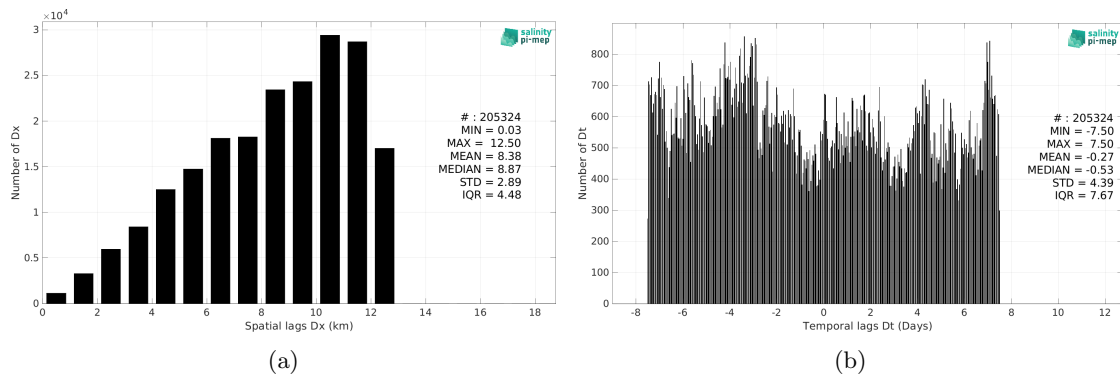 ×10⁴
3
2.5
2
1.5
1
0.5
0
Number of Dx
0 2 4 6 8 10 12 14 16 18
Spatial lags Dx (km)
salinity
pi-mep
# : 205324
MIN = 0.03
MAX = 12.50
MEAN = 8.38
MEDIAN = 8.87
STD = 2.89
IQR = 4.48
(a)
800
700
600
500
400
300
200
100
0
Number of Dt
-8 -6 -4 -2 0 2 4 6 8 10 12
Temporal lags Dt (Days)
salinity
pi-mep
# : 205324
MIN = -7.50
MAX = 7.50
MEAN = -0.27
MEDIAN = -0.53
STD = 4.39
IQR = 7.67
(b)